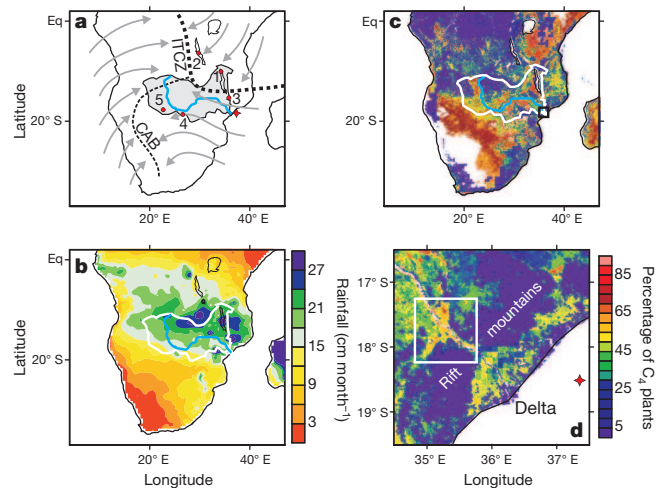 a
Eq
20° S
Latitude
ITCZ
CAB
1
2
3
4
5
20° E
40° E
c
Eq
20° S
20° E
40° E
b
Eq
20° S
Latitude
20° E
40° E
Longitude
27
21
15
9
3
Rainfall (cm month⁻¹)
17° S
18° S
19° S
mountains
Rift
Delta
d
35° E
36° E
37° E
Longitude
85
65
45
25
5
Percentage of C₄ plants